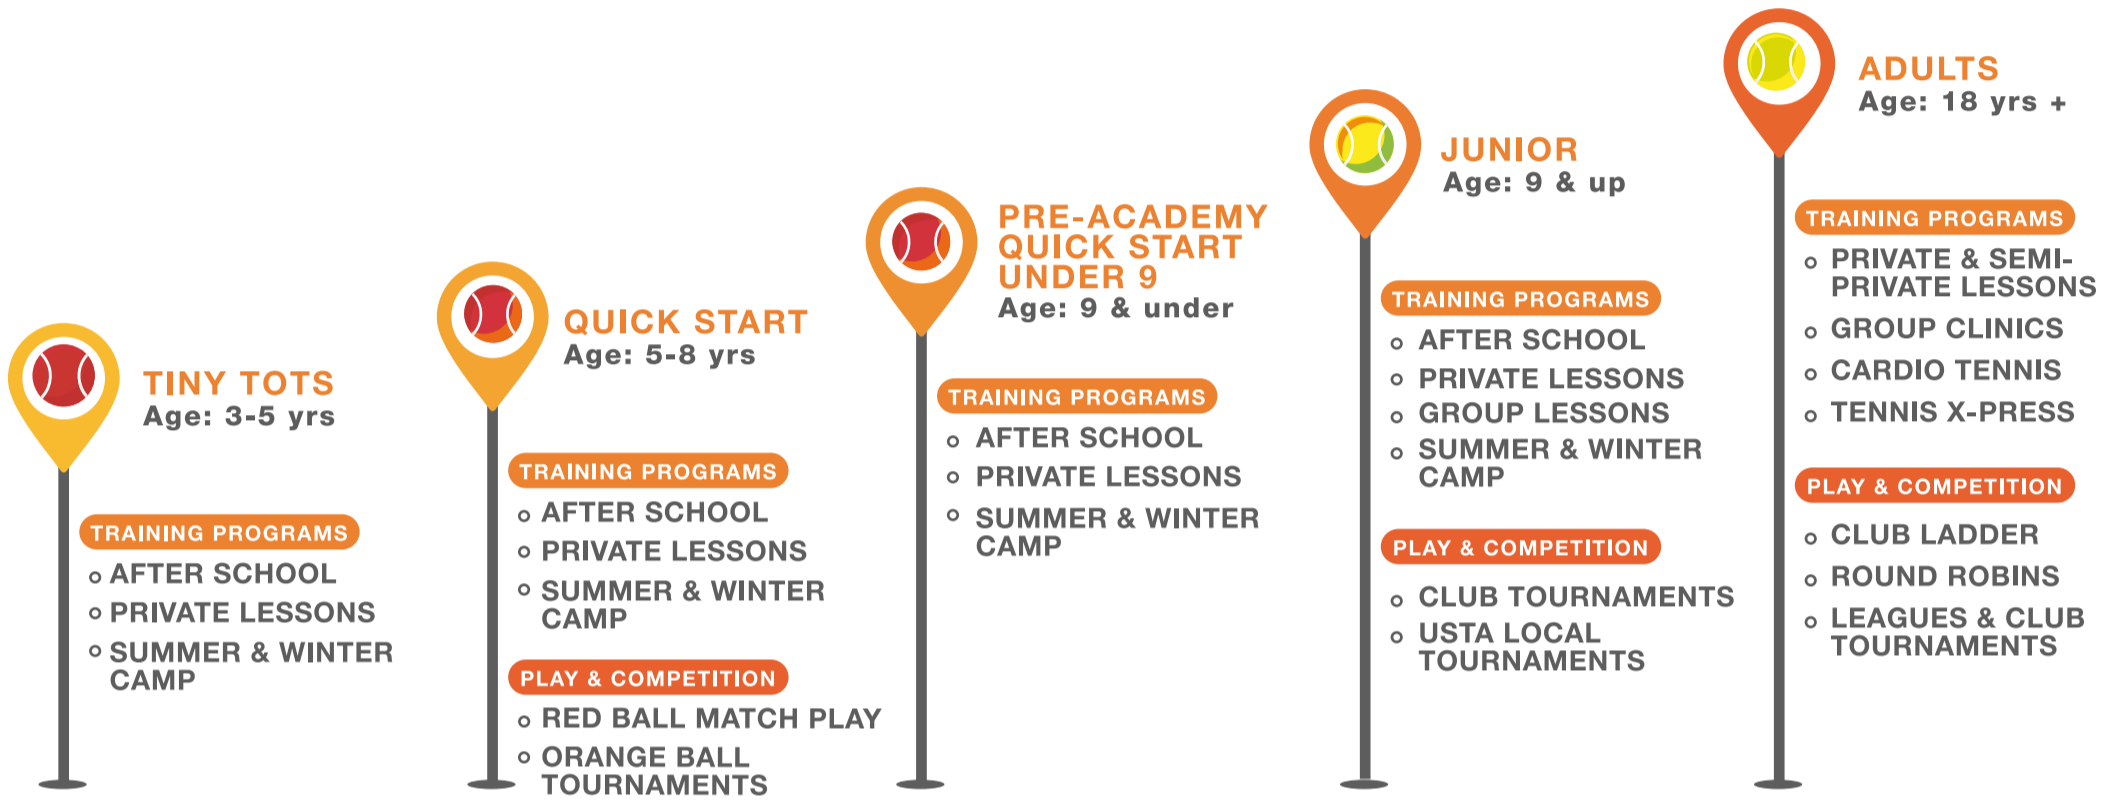 TINY TOTS
Age: 3-5 yrs
TRAINING PROGRAMS
AFTER SCHOOL
PRIVATE LESSONS
SUMMER & WINTER
CAMP
QUICK START
Age: 5-8 yrs
TRAINING PROGRAMS
AFTER SCHOOL
PRIVATE LESSONS
SUMMER & WINTER
CAMP
PLAY & COMPETITION
RED BALL MATCH PLAY
ORANGE BALL
TOURNAMENTS
PRE-ACADEMY
QUICK START
UNDER 9
Age: 9 & under
TRAINING PROGRAMS
AFTER SCHOOL
PRIVATE LESSONS
SUMMER & WINTER
CAMP
JUNIOR
Age: 9 & up
TRAINING PROGRAMS
AFTER SCHOOL
PRIVATE LESSONS
GROUP LESSONS
SUMMER & WINTER
CAMP
PLAY & COMPETITION
CLUB TOURNAMENTS
USTA LOCAL
TOURNAMENTS
ADULTS
Age: 18 yrs +
TRAINING PROGRAMS
PRIVATE & SEMI-
PRIVATE LESSONS
GROUP CLINICS
CARDIO TENNIS
TENNIS X-PRESS
PLAY & COMPETITION
CLUB LADDER
ROUND ROBINS
LEAGUES & CLUB
TOURNAMENTS